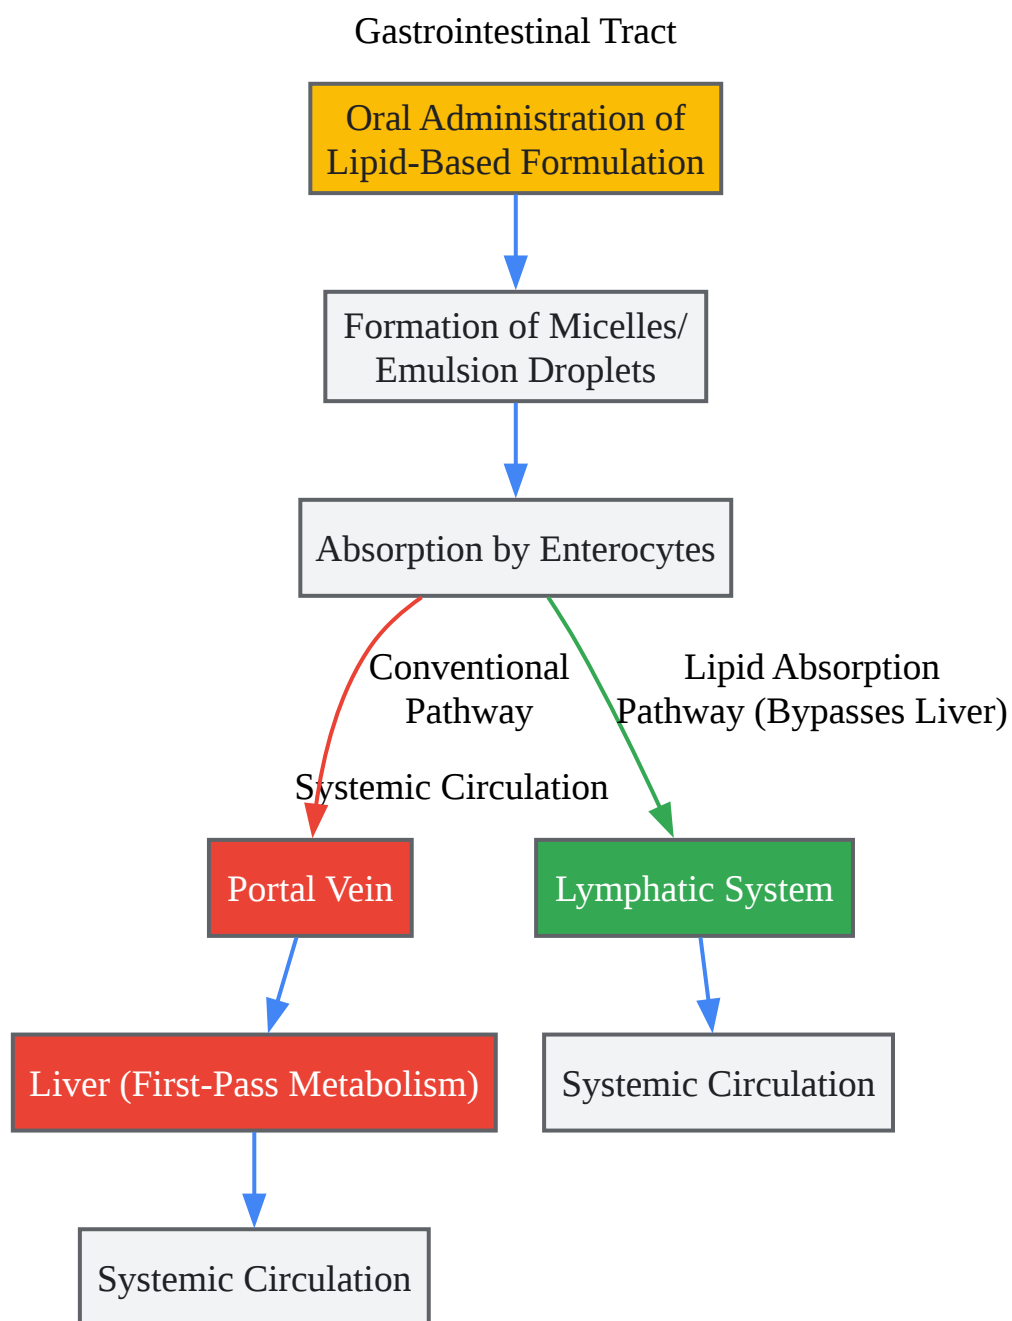 Gastrointestinal Tract
Oral Administration of
Lipid-Based Formulation
Formation of Micelles/
Emulsion Droplets
Absorption by Enterocytes
Conventional
Pathway
Lipid Absorption
Pathway (Bypasses Liver)
Systemic Circulation
Portal Vein
Lymphatic System
Liver (First-Pass Metabolism)
Systemic Circulation
Systemic Circulation